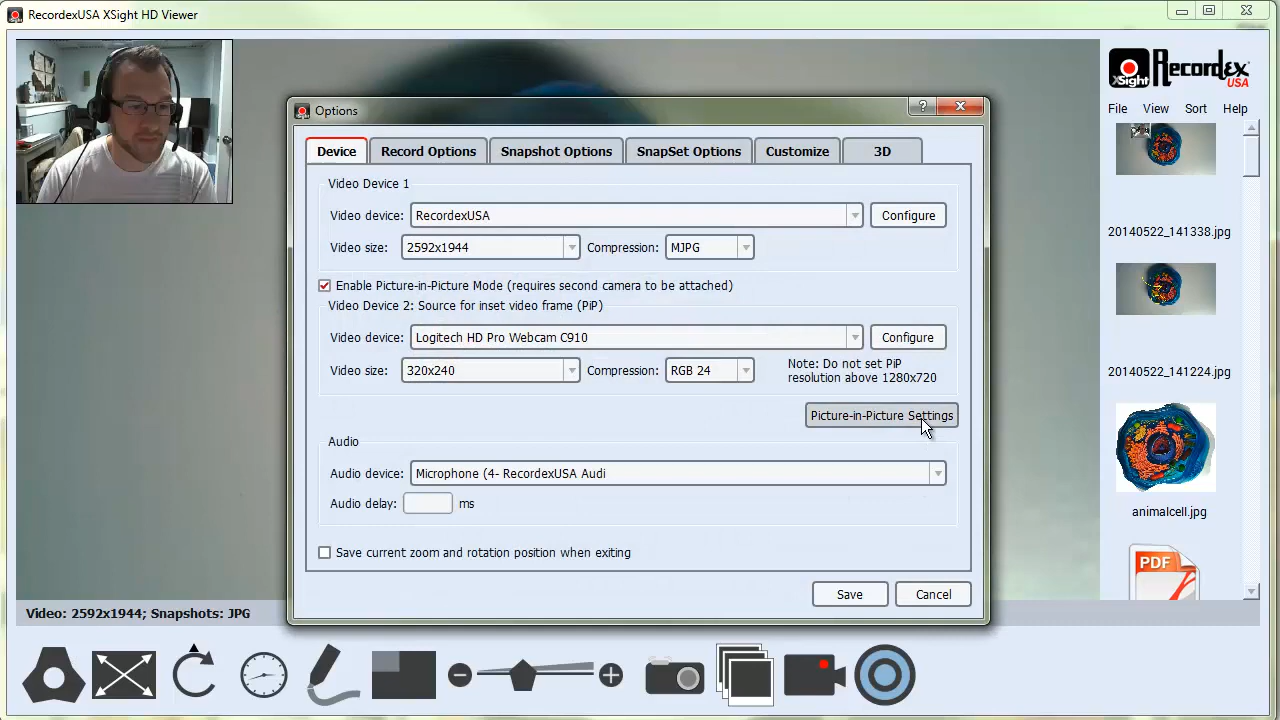 RecordexUSA XSight HD Viewer
XSight Recordex USA
File View Sort Help
20140522_141338.jpg
20140522_141224.jpg
animalcell.jpg
PDF
Options
Device Record Options Snapshot Options SnapSet Options Customize 3D
Video Device 1
Video device: RecordexUSA Configure
Video size: 2592x1944 Compression: MJPG
Enable Picture-in-Picture Mode (requires second camera to be attached)
Video Device 2: Source for inset video frame (PiP)
Video device: Logitech HD Pro Webcam C910 Configure
Video size: 320x240 Compression: RGB 24 Note: Do not set PiP
resolution above 1280x720
Picture-in-Picture Settings
Audio
Audio device: Microphone (4- RecordexUSA Audi
Audio delay: ms
Save current zoom and rotation position when exiting
Save Cancel
Video: 2592x1944; Snapshots: JPG